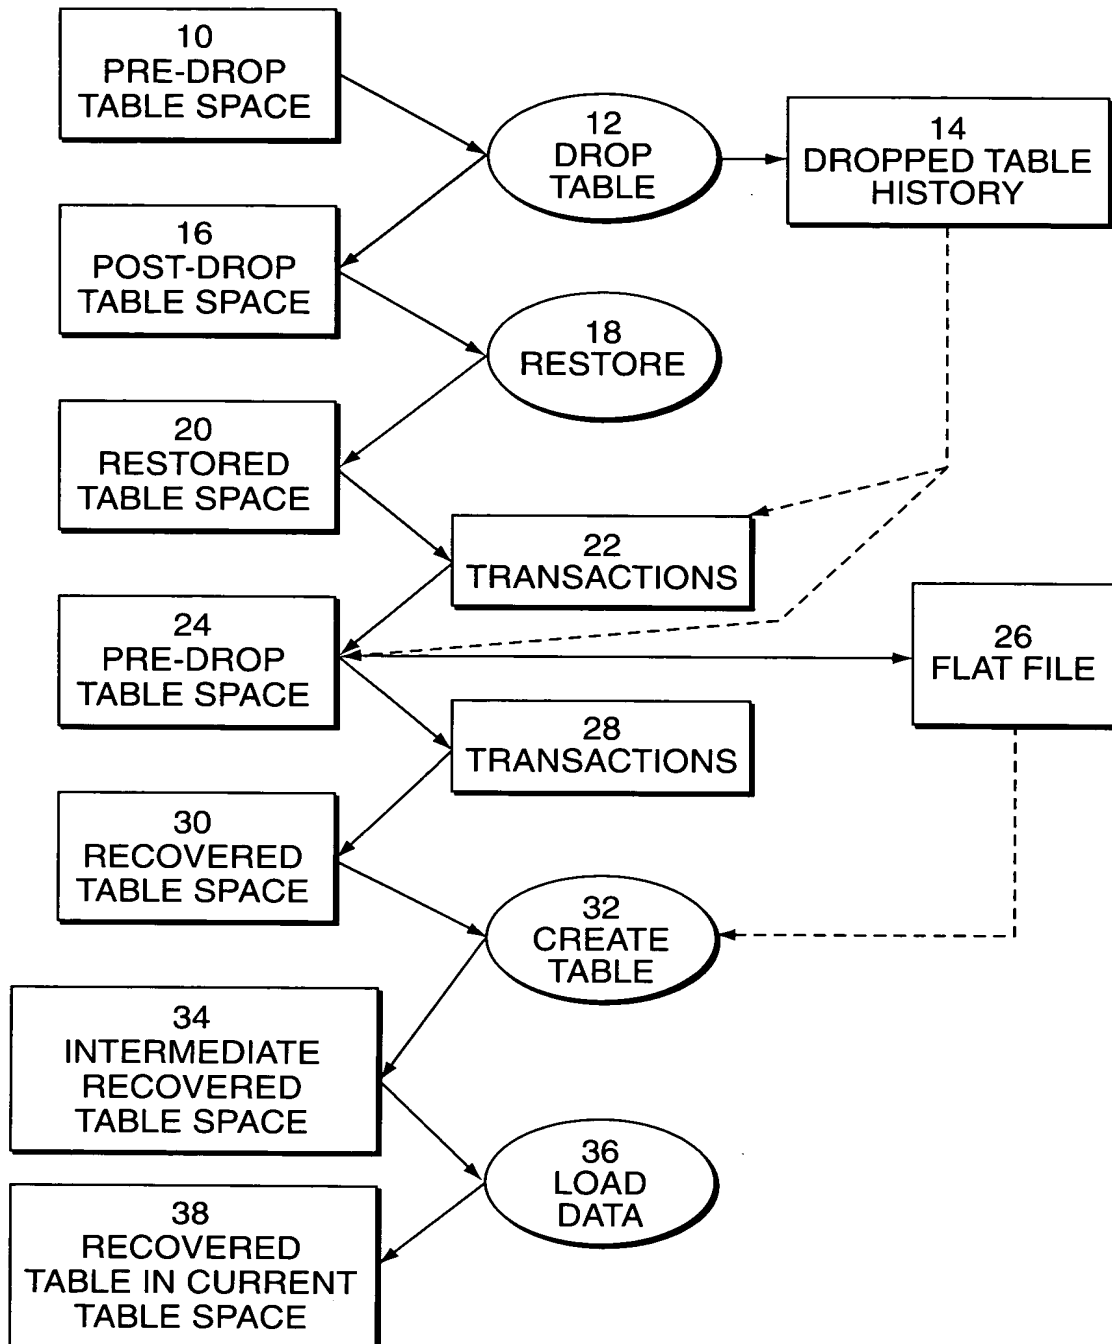 10
PRE-DROP
TABLE SPACE
12
DROP
TABLE
14
DROPPED TABLE
HISTORY
16
POST-DROP
TABLE SPACE
18
RESTORE
20
RESTORED
TABLE SPACE
22
TRANSACTIONS
24
PRE-DROP
TABLE SPACE
26
FLAT FILE
28
TRANSACTIONS
30
RECOVERED
TABLE SPACE
32
CREATE
TABLE
34
INTERMEDIATE
RECOVERED
TABLE SPACE
36
LOAD
DATA
38
RECOVERED
TABLE IN CURRENT
TABLE SPACE